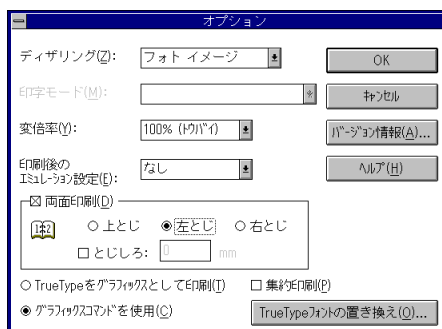 オプション
ディザリング(Z): フォト イメージ OK
印字モード(M): キャンセル
変倍率(Y): 100% (トウバイ) バージョン情報(A)...
印刷後の
エミュレーション設定(E): なし ヘルプ(H)
両面印刷(D)
1 2 上とじ 左とじ 右とじ
とじしろ: 0 mm
TrueTypeをグラフィックスとして印刷(T) 集約印刷(P)
グラフィックスコマンドを使用(C) TrueTypeフォントの置き換え(O)...